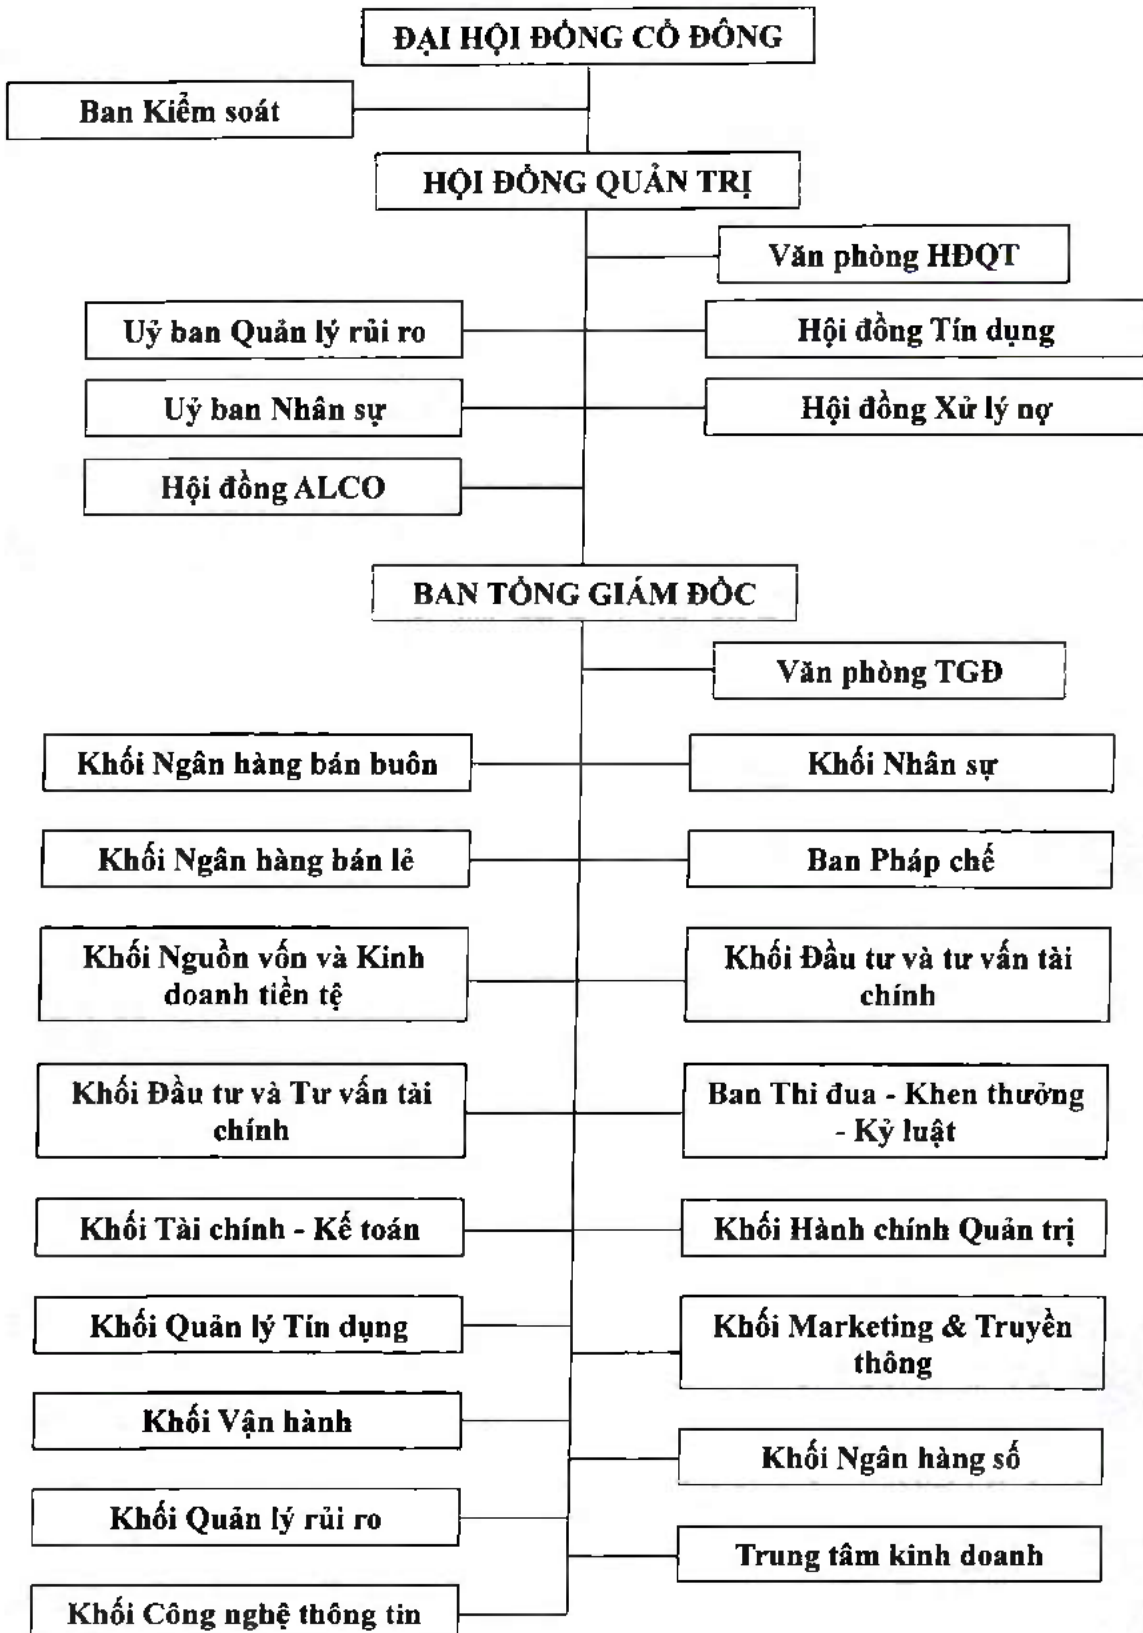 ĐẠI HỘI ĐỒNG CỔ ĐÔNG
Ban Kiểm soát
HỘI ĐỒNG QUẢN TRỊ
Văn phòng HĐQT
Uỷ ban Quản lý rủi ro
Hội đồng Tín dụng
Uỷ ban Nhân sự
Hội đồng Xử lý nợ
Hội đồng ALCO
BAN TỔNG GIÁM ĐỐC
Văn phòng TGĐ
Khối Ngân hàng bán buôn
Khối Nhân sự
Khối Ngân hàng bán lẻ
Ban Pháp chế
Khối Nguồn vốn và Kinh
doanh tiền tệ
Khối Đầu tư và tư vấn tài
chính
Khối Đầu tư và Tư vấn tài
chính
Ban Thi đua - Khen thưởng
- Kỷ luật
Khối Tài chính - Kế toán
Khối Hành chính Quản trị
Khối Quản lý Tín dụng
Khối Marketing & Truyền
thông
Khối Vận hành
Khối Ngân hàng số
Khối Quản lý rủi ro
Trung tâm kinh doanh
Khối Công nghệ thông tin